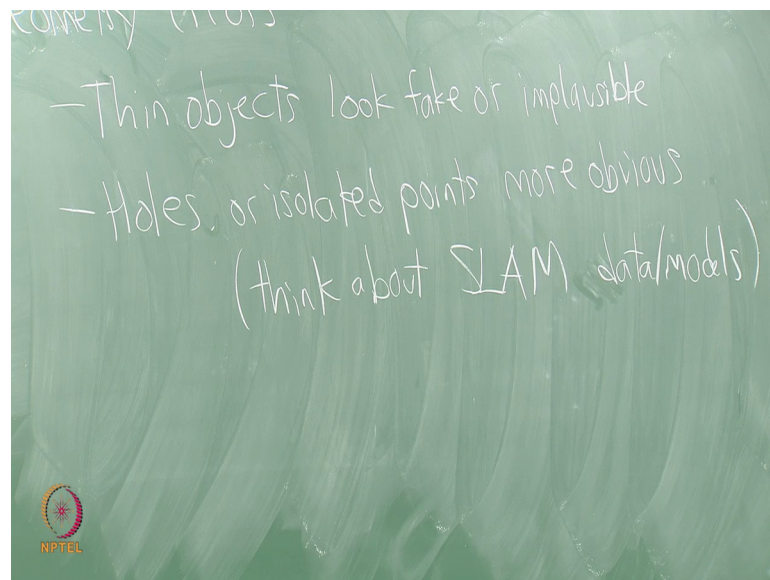 - Thin objects look fake or implausible
- Holes, or isolated points more obvious
(think about SLAM data/models)
NPTEL